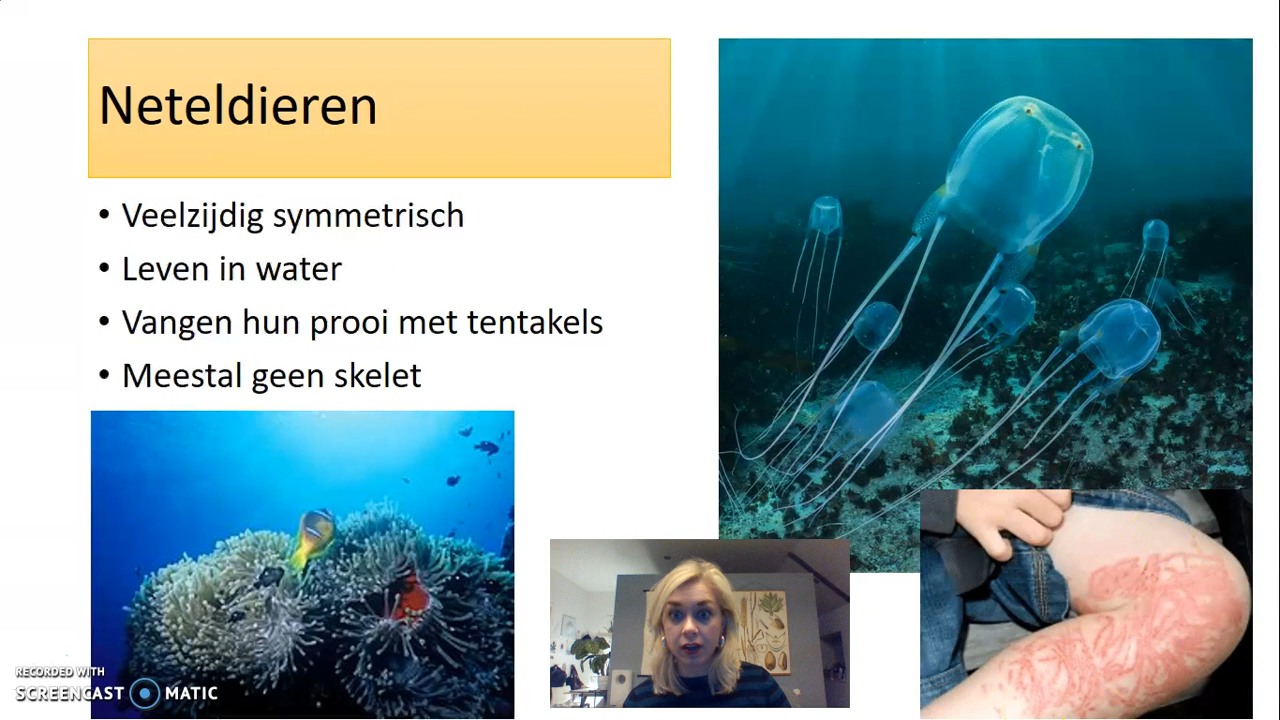 Neteldieren
• Veelzijdig symmetrisch
• Leven in water
• Vangen hun prooi met tentakels
• Meestal geen skelet
RECORDED WITH
SCREENCAST MATIC